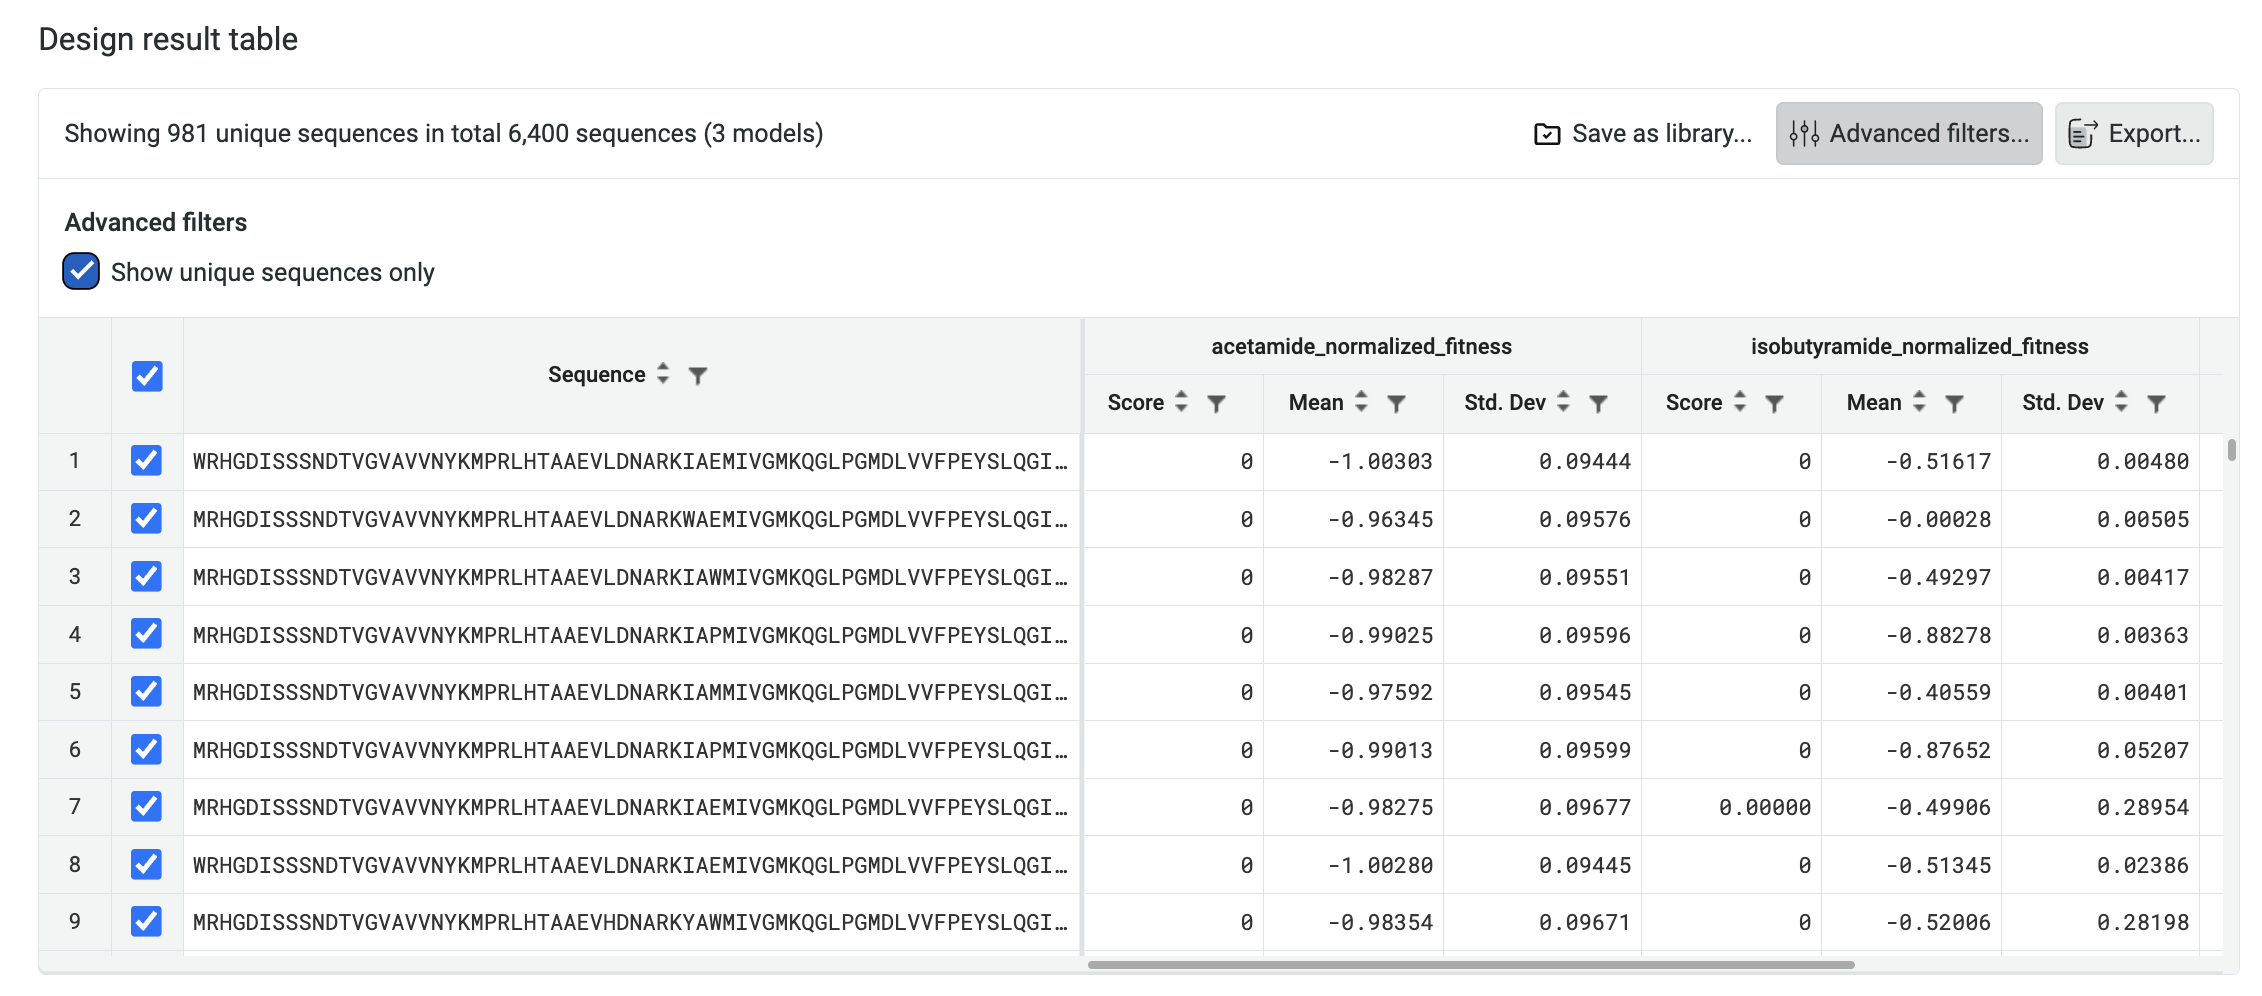 Design result table
Showing 981 unique sequences in total 6,400 sequences (3 models)
Save as library...
Advanced filters...
Export...
Advanced filters
Show unique sequences only
Sequence
acetamide_normalized_fitness
isobutyramide_normalized_fitness
Score Mean Std. Dev Score Mean Std. Dev
1 WRHGDISSSNDTVGVAVVNYKMPRLHTAAEVLDNARKIAEMIVGMKQGLPGMDLVVFPEYSLQGI… 0 -1.00303 0.09444 0 -0.51617 0.00480
2 MRHGDISSSNDTVGVAVVNYKMPRLHTAAEVLDNARKWAEMIVGMKQGLPGMDLVVFPEYSLQGI… 0 -0.96345 0.09576 0 -0.00028 0.00505
3 MRHGDISSSNDTVGVAVVNYKMPRLHTAAEVLDNARKIAWMIVGMKQGLPGMDLVVFPEYSLQGI… 0 -0.98287 0.09551 0 -0.49297 0.00417
4 MRHGDISSSNDTVGVAVVNYKMPRLHTAAEVLDNARKIAPMIVGMKQGLPGMDLVVFPEYSLQGI… 0 -0.99025 0.09596 0 -0.88278 0.00363
5 MRHGDISSSNDTVGVAVVNYKMPRLHTAAEVLDNARKIAMMIVGMKQGLPGMDLVVFPEYSLQGI… 0 -0.97592 0.09545 0 -0.40559 0.00401
6 MRHGDISSSNDTVGVAVVNYKMPRLHTAAEVLDNARKIAPMIVGMKQGLPGMDLVVFPEYSLQGI… 0 -0.99013 0.09599 0 -0.87652 0.05207
7 MRHGDISSSNDTVGVAVVNYKMPRLHTAAEVLDNARKIAEMIVGMKQGLPGMDLVVFPEYSLQGI… 0 -0.98275 0.09677 0.00000 -0.49906 0.28954
8 WRHGDISSSNDTVGVAVVNYKMPRLHTAAEVLDNARKIAEMIVGMKQGLPGMDLVVFPEYSLQGI… 0 -1.00280 0.09445 0 -0.51345 0.02386
9 MRHGDISSSNDTVGVAVVNYKMPRLHTAAEVHDNARKYAWMIVGMKQGLPGMDLVVFPEYSLQGI… 0 -0.98354 0.09671 0 -0.52006 0.28198